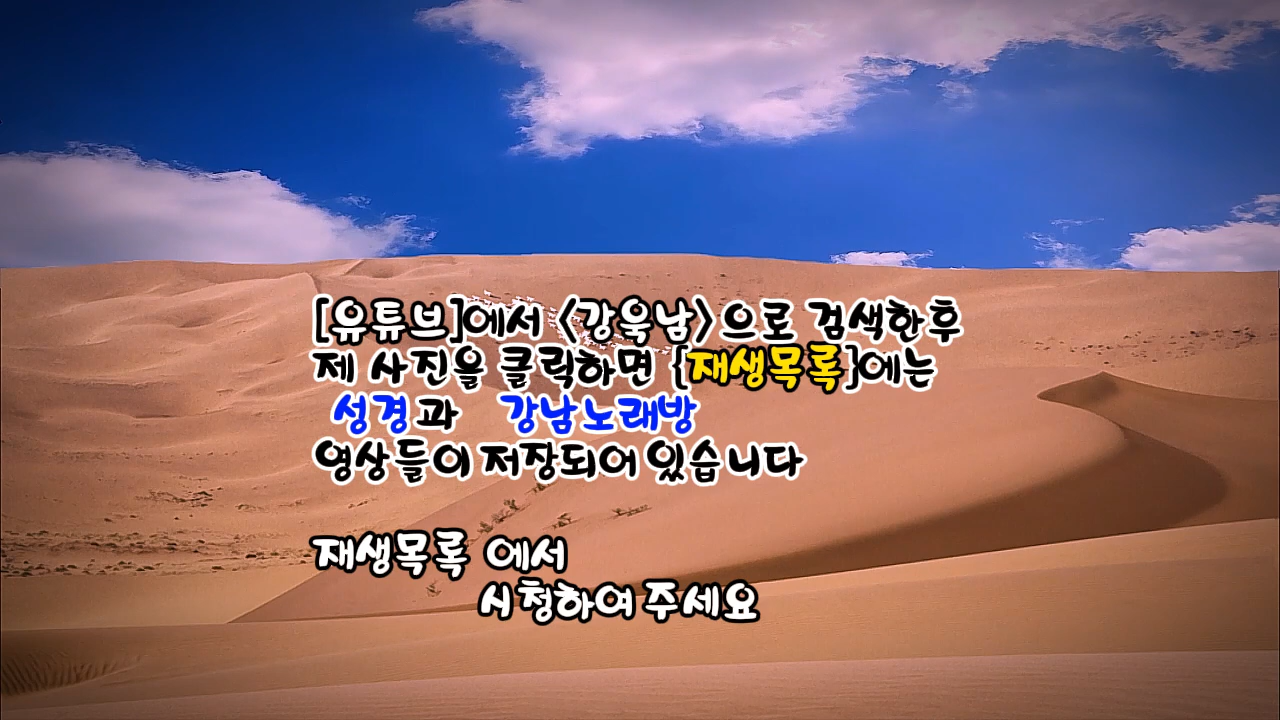 [유튜브]에서 <강욱남>으로 검색한후
제 사진을 클릭하면 {재생목록]에는
성경과 강남노래방
영상들이 저장되어 있습니다
재생목록 에서
시청하여 주세요